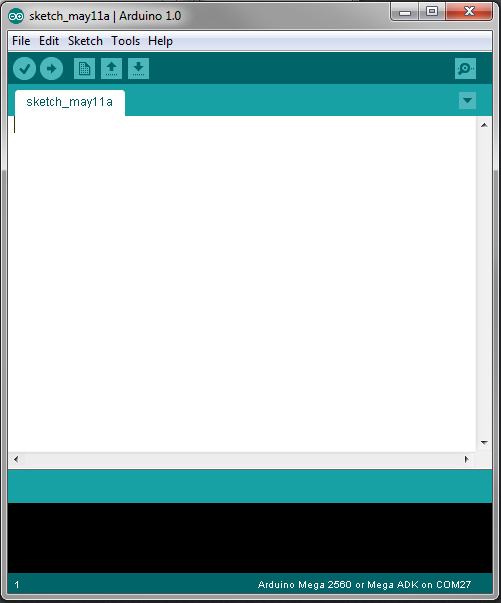 sketch_may11a | Arduino 1.0
File Edit Sketch Tools Help
sketch_may11a
1 Arduino Mega 2560 or Mega ADK on COM27